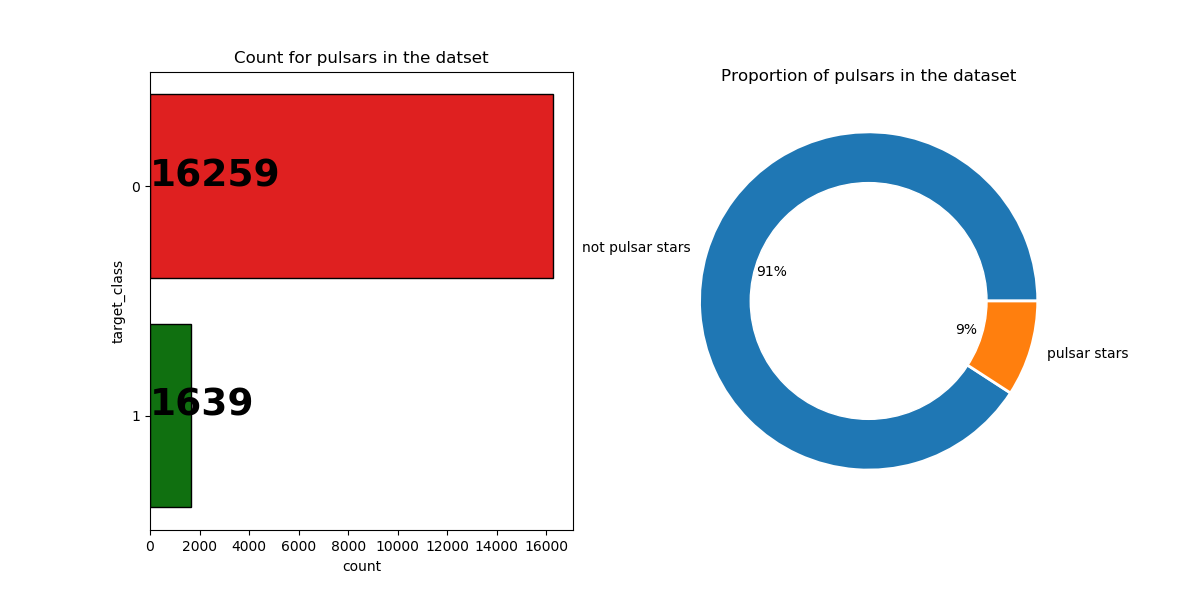 Count for pulsars in the datset
0
16259
1
1639
target_class
0 2000 4000 6000 8000 10000 12000 14000 16000
count
Proportion of pulsars in the dataset
not pulsar stars
91%
9%
pulsar stars